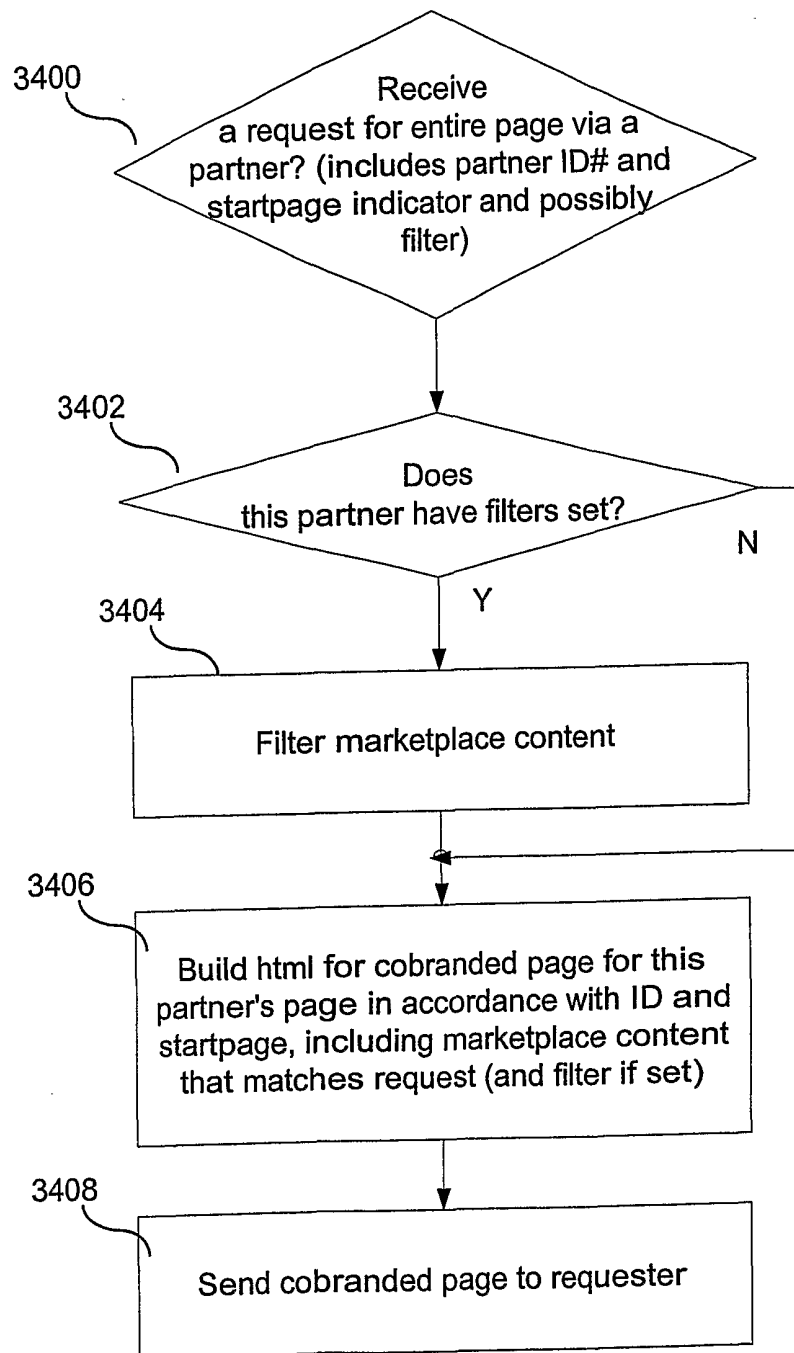 3400
Receive
a request for entire page via a
partner? (includes partner ID# and
startpage indicator and possibly
filter)
3402
Does
this partner have filters set?
N
Y
3404
Filter marketplace content
3406
Build html for cobranded page for this
partner's page in accordance with ID and
startpage, including marketplace content
that matches request (and filter if set)
3408
Send cobranded page to requester